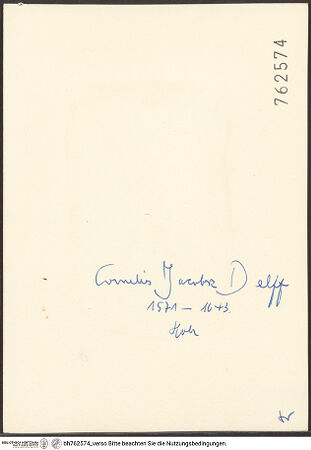 762574
Cornelis Jacobsz Delff
1571 - 1643
Holz
bh762574_verso Bitte beachten Sie die Nutzungsbedingungen.